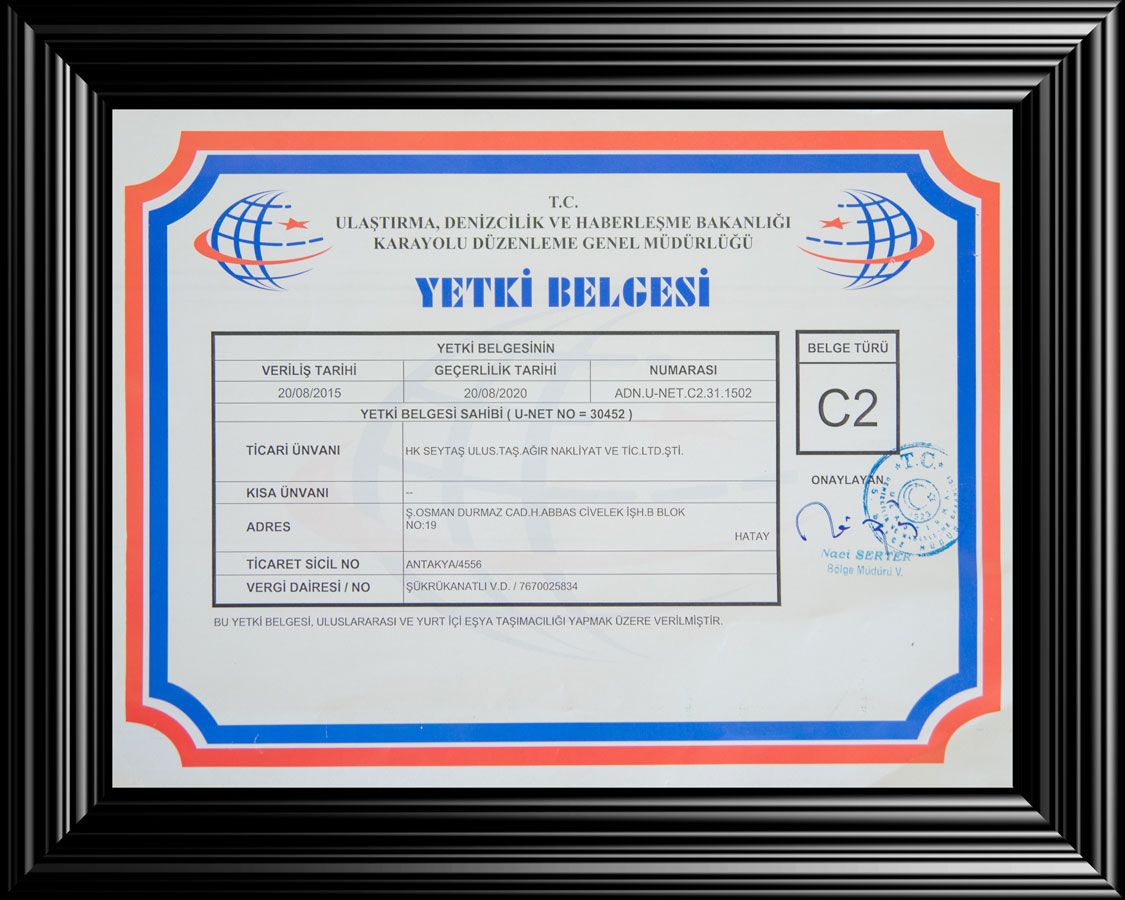 T.C.
ULAŞTIRMA, DENİZCİLİK VE HABERLEŞME BAKANLIĞI
KARAYOLU DÜZENLEME GENEL MÜDÜRLÜĞÜ
YETKİ BELGESİ
YETKİ BELGESİNİN
VERİLİŞ TARİHİ GEÇERLİLİK TARİHİ NUMARASI
20/08/2015 20/08/2020 ADN.U-NET.C2.31.1502
YETKİ BELGESİ SAHİBİ ( U-NET NO = 30452 )
TİCARİ ÜNVANI HK SEYTAŞ ULUS.TAŞ.AĞIR NAKLİYAT VE TİC.LTD.ŞTİ.
KISA ÜNVANI --
ADRES Ş.OSMAN DURMAZ CAD.H.ABBAS CİVELEK İŞH.B BLOK
NO:19
HATAY
TİCARET SİCİL NO ANTAKYA/4556
VERGİ DAİRESİ / NO ŞÜKRÜKANATLI V.D. / 7670025834
BU YETKİ BELGESİ, ULUSLARARASI VE YURT İÇİ EŞYA TAŞIMACILIĞI YAPMAK ÜZERE VERİLMİŞTİR.
BELGE TÜRÜ
C2
ONAYLAYAN
T.C.
Naci SERTER
Bölge Müdürü V.